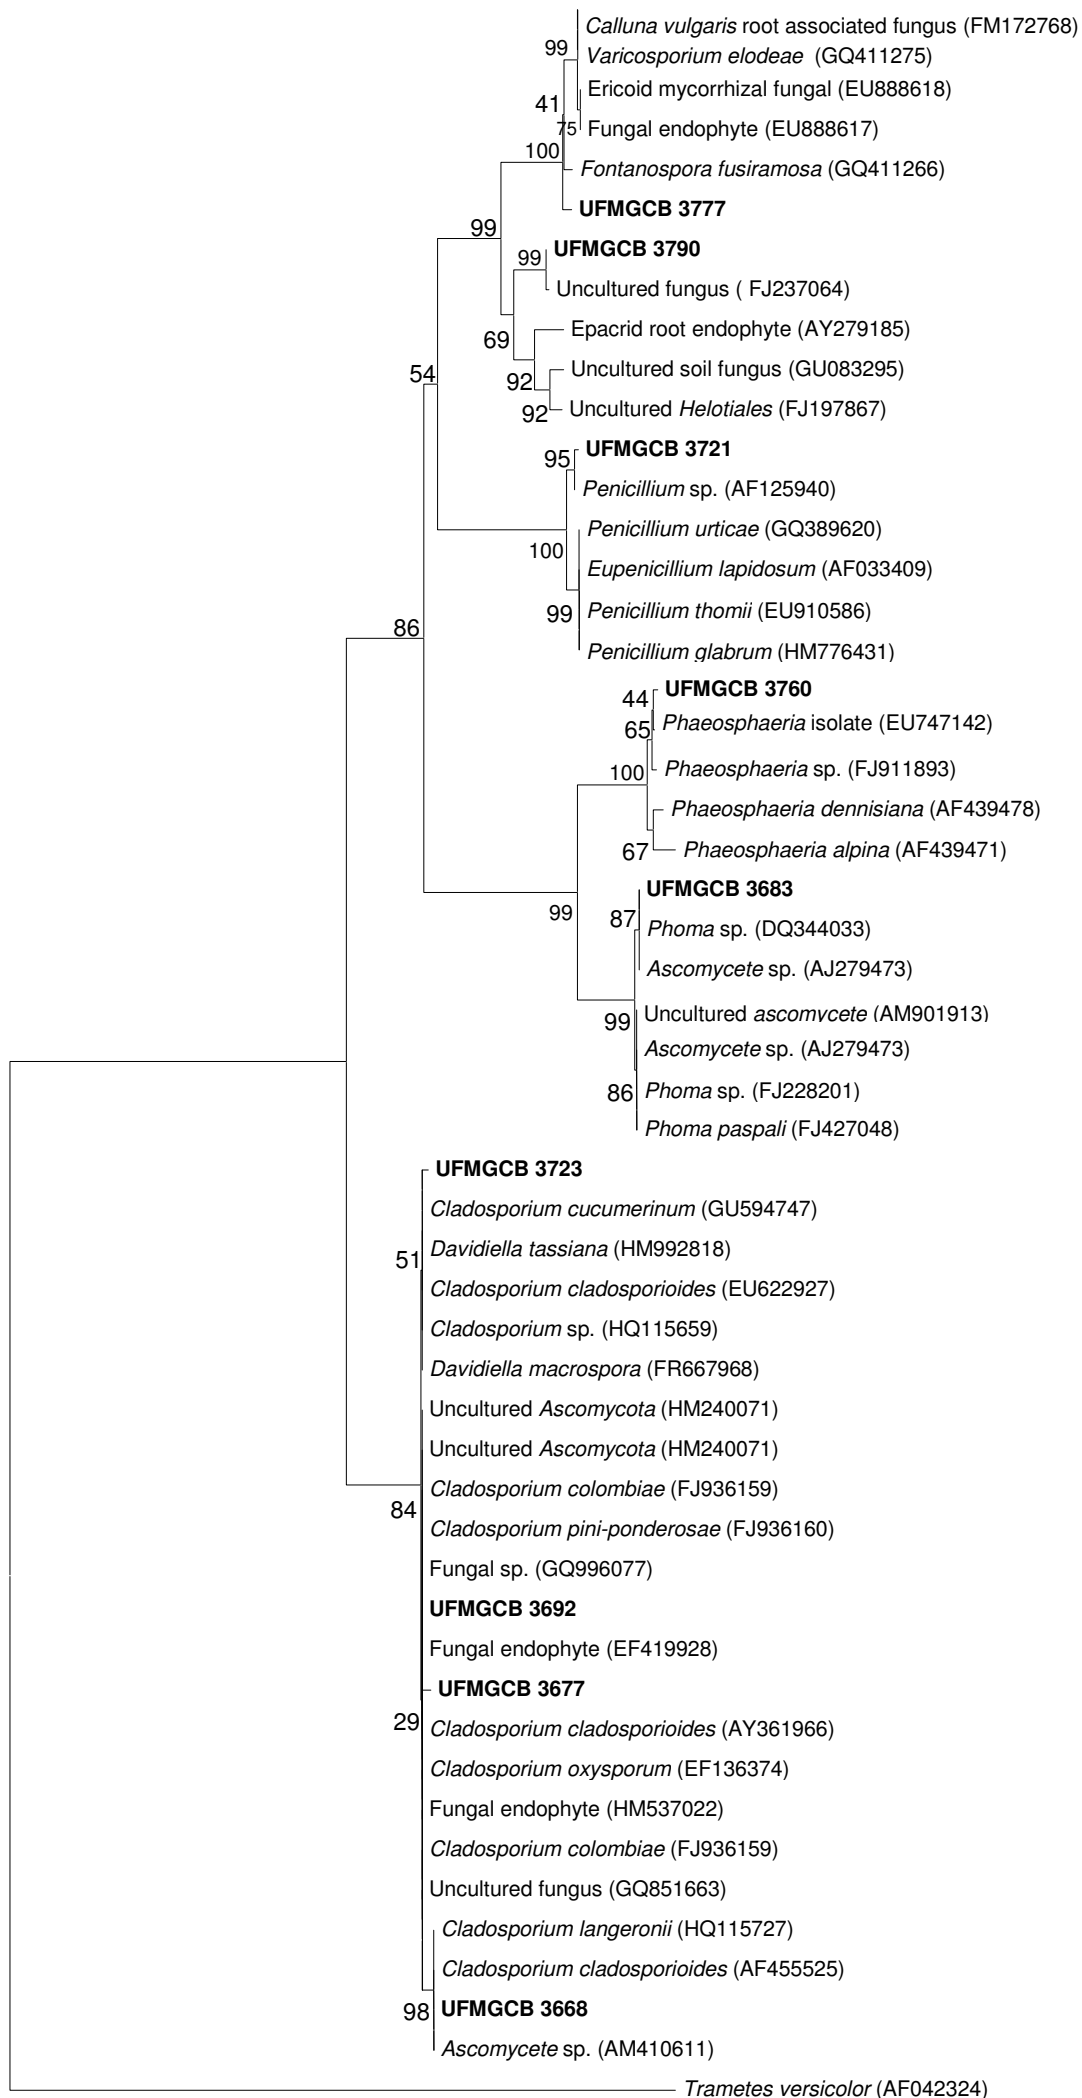 Calluna vulgaris root associated fungus (FM172768)
99
Varicosporium elodeae (GQ411275)
Ericoid mycorrhizal fungal (EU888618)
41
75
Fungal endophyte (EU888617)
100
Fontanospora fusiramosa (GQ411266)
UFMGCB 3777
99
UFMGCB 3790
99
Uncultured fungus ( FJ237064)
Epacrid root endophyte (AY279185)
69
Uncultured soil fungus (GU083295)
54
92
Uncultured Helotiales (FJ197867)
92
UFMGCB 3721
95
Penicillium sp. (AF125940)
Penicillium urticae (GQ389620)
100
Eupenicillium lapidosum (AF033409)
Penicillium thomii (EU910586)
99
86
Penicillium glabrum (HM776431)
UFMGCB 3760
44
Phaeosphaeria isolate (EU747142)
65
Phaeosphaeria sp. (FJ911893)
100
Phaeosphaeria dennisiana (AF439478)
Phaeosphaeria alpina (AF439471)
67
UFMGCB 3683
99
87
Phoma sp. (DQ344033)
Ascomycete sp. (AJ279473)
Uncultured ascomycete (AM901913)
99
Ascomycete sp. (AJ279473)
Phoma sp. (FJ228201)
86
Phoma paspali (FJ427048)
UFMGCB 3723
Cladosporium cucumerinum (GU594747)
Davidiella tassiana (HM992818)
51
Cladosporium cladosporioides (EU622927)
Cladosporium sp. (HQ115659)
Davidiella macrospora (FR667968)
Uncultured Ascomycota (HM240071)
Uncultured Ascomycota (HM240071)
Cladosporium colombiae (FJ936159)
84
Cladosporium pini-ponderosae (FJ936160)
Fungal sp. (GQ996077)
UFMGCB 3692
Fungal endophyte (EF419928)
UFMGCB 3677
29
Cladosporium cladosporioides (AY361966)
Cladosporium oxysporum (EF136374)
Fungal endophyte (HM537022)
Cladosporium colombiae (FJ936159)
Uncultured fungus (GQ851663)
Cladosporium langeronii (HQ115727)
Cladosporium cladosporioides (AF455525)
98
UFMGCB 3668
Ascomycete sp. (AM410611)
Trametes versicolor (AF042324)